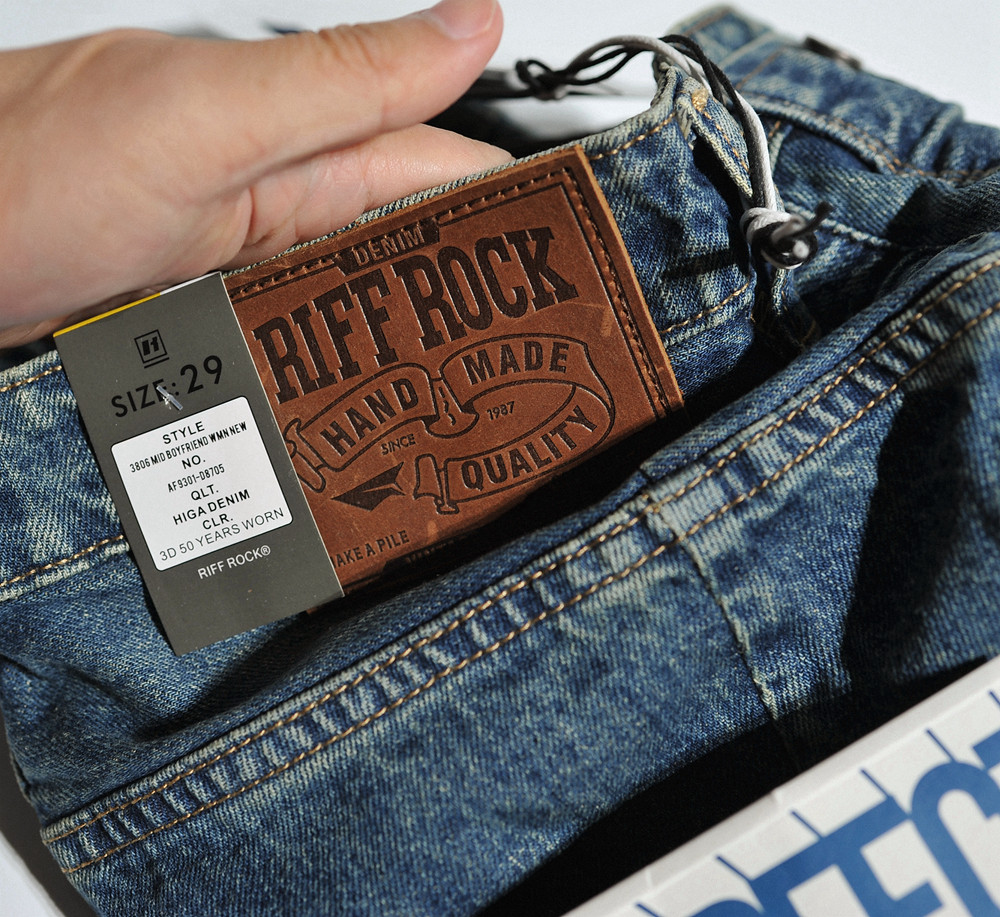 DENIM
RIFF ROCK
HAND MADE
SINCE 1987
QUALITY
AKE A PILE
SIZE:29
STYLE
3806 MID BOYFRIEND WMN NEW
NO.
AF9301-08705
QLT.
HIGA DENIM
CLR.
3D 50 YEARS WORN
RIFF ROCK®